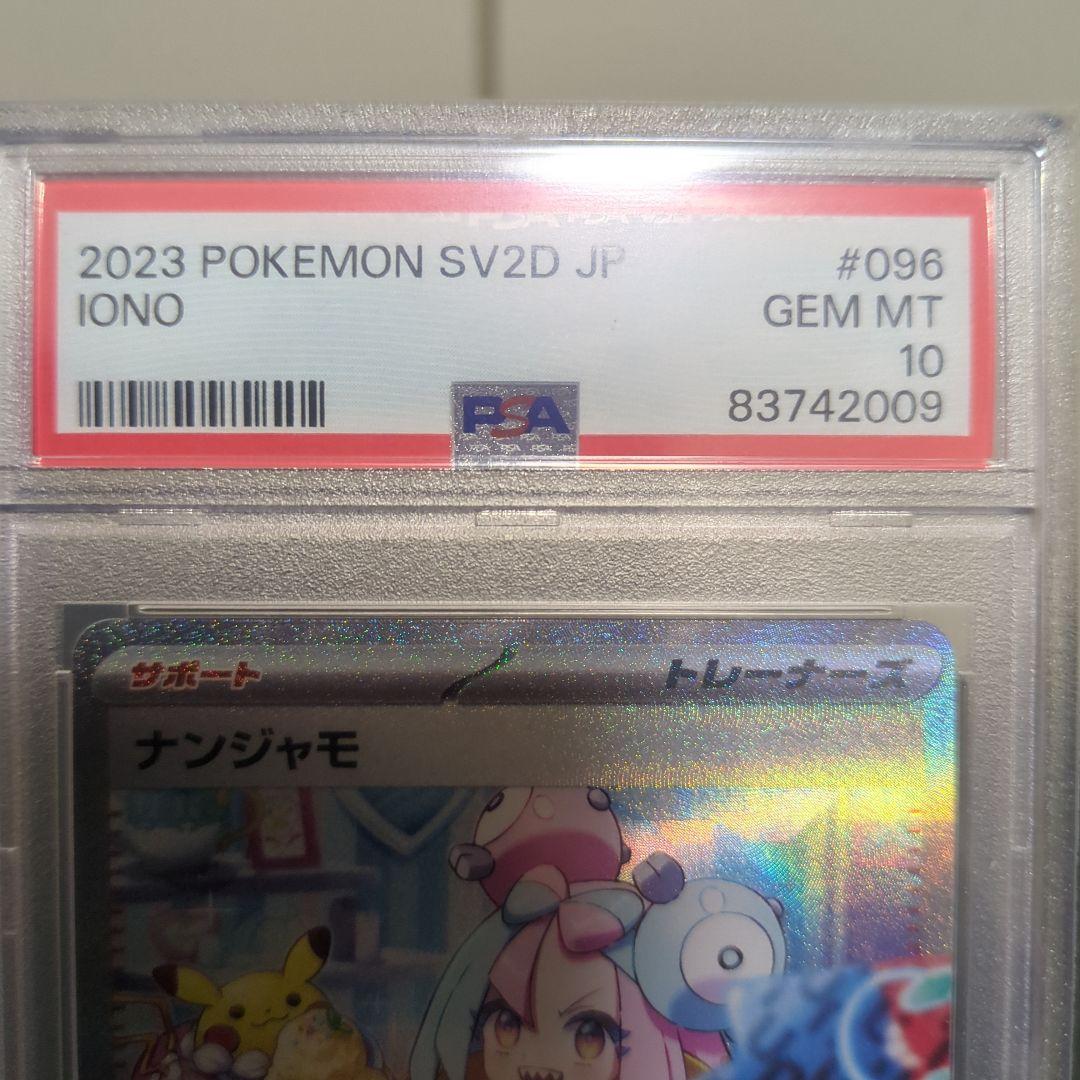 2023 POKEMON SV2D JP #096
IONO GEM MT
10
83742009
PSA
サポート トレーナーズ
ナンジャモ